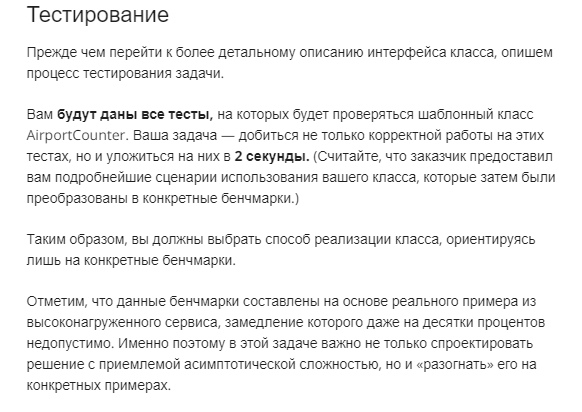 Тестирование
Прежде чем перейти к более детальному описанию интерфейса класса, опишем
процесс тестирования задачи.
Вам будут даны все тесты, на которых будет проверяться шаблонный класс
AirportCounter. Ваша задача — добиться не только корректной работы на этих
тестах, но и уложиться на них в 2 секунды. (Считайте, что заказчик предоставил
вам подробнейшие сценарии использования вашего класса, которые затем были
преобразованы в конкретные бенчмарки.)
Таким образом, вы должны выбрать способ реализации класса, ориентируясь
лишь на конкретные бенчмарки.
Отметим, что данные бенчмарки составлены на основе реального примера из
высоконагруженного сервиса, замедление которого даже на десятки процентов
недопустимо. Именно поэтому в этой задаче важно не только спроектировать
решение с приемлемой асимптотической сложностью, но и «разогнать» его на
конкретных примерах.